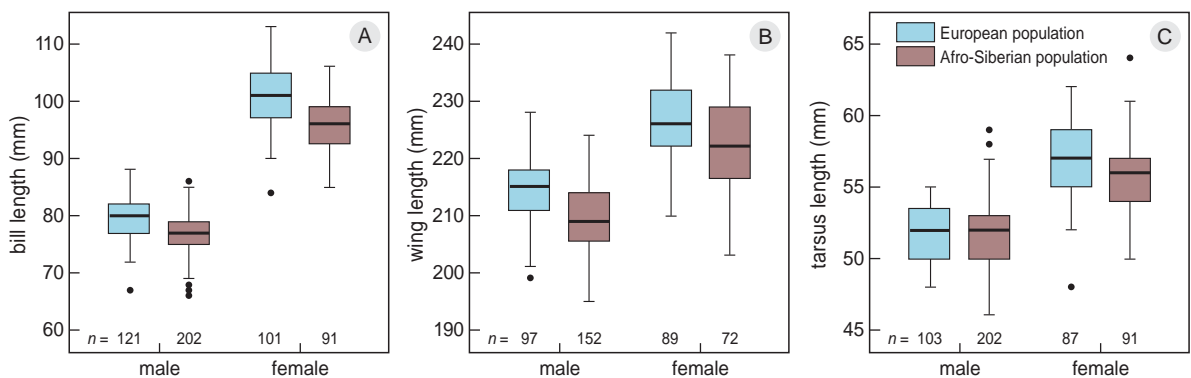 A
bill length (mm)
110
100
90
80
70
60
n = 121 202 101 91
male female
B
wing length (mm)
240
230
220
210
200
190
n = 97 152 89 72
male female
C
European population
Afro-Siberian population
tarsus length (mm)
65
60
55
50
45
n = 103 202 87 91
male female